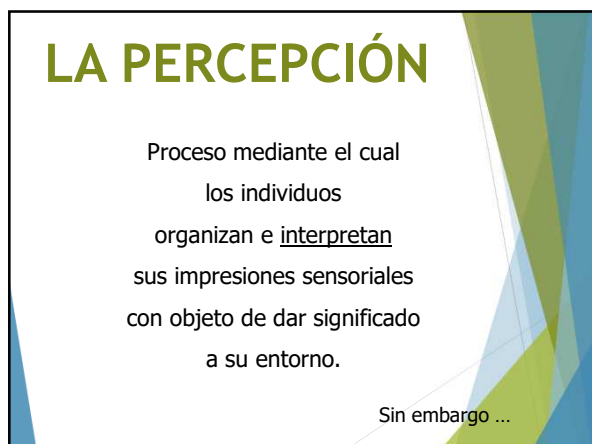 LA PERCEPCIÓN
Proceso mediante el cual
los individuos
organizan e interpretan
sus impresiones sensoriales
con objeto de dar significado
a su entorno.
Sin embargo ...